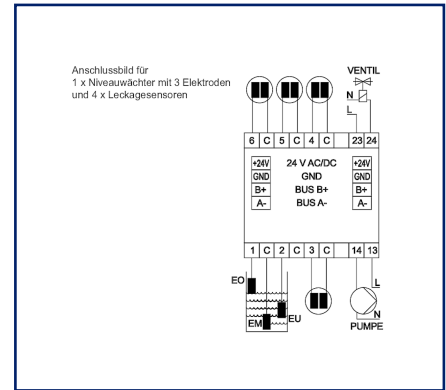 Anschlussbild für
1 x Niveauwächter mit 3 Elektroden
und 4 x Leckagesensoren
VENTIL
N
L
6 C 5 C 4 C 23 24
+24V 24 V AC/DC +24V
GND GND GND
B+ BUS B+ B+
A- BUS A- A-
1 C 2 C 3 C 14 13
EO
EM
EU
L
N
PUMPE